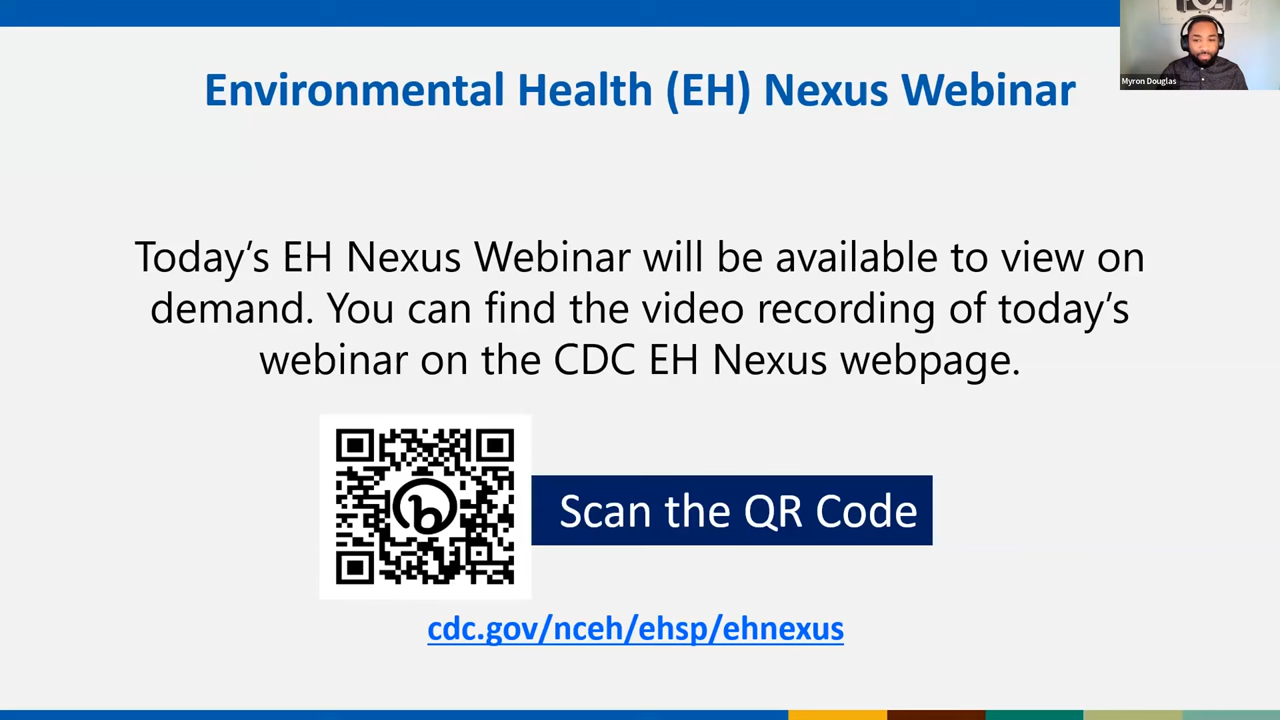 Environmental Health (EH) Nexus Webinar
Myron Douglas
Today's EH Nexus Webinar will be available to view on
demand. You can find the video recording of today's
webinar on the CDC EH Nexus webpage.
b
Scan the QR Code
cdc.gov/nceh/ehsp/ehnexus